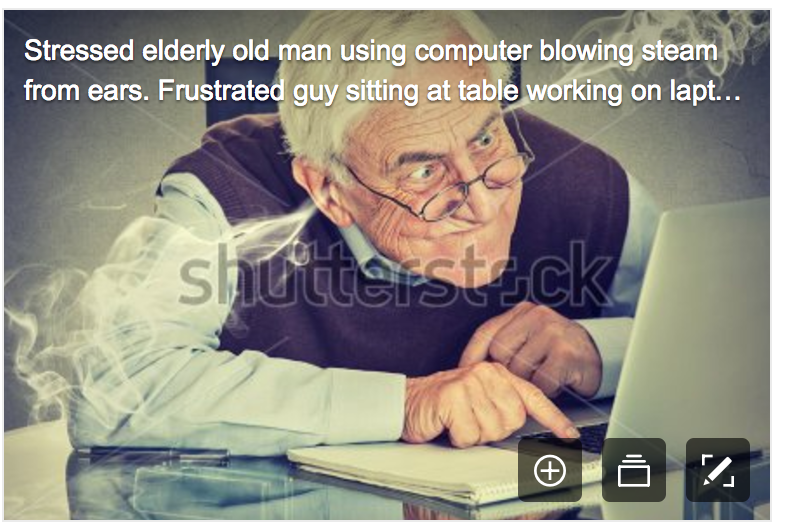 Stressed elderly old man using computer blowing steam
from ears. Frustrated guy sitting at table working on lapt...
shutterstock